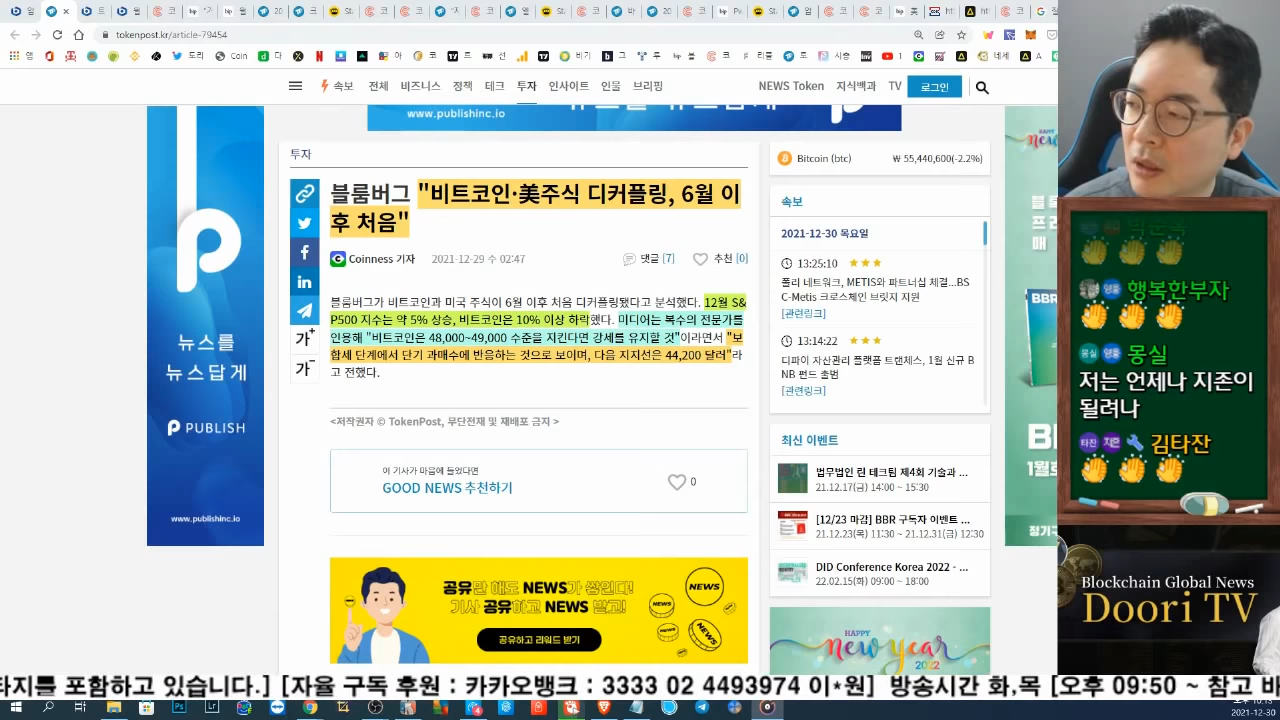 tokenpost.kr/article-79454
속보 전체 비즈니스 정책 테크 투자 인사이트 인물 브리핑
NEWS Token 지식백과 TV 로그인
www.publishinc.io
투자
블룸버그 "비트코인·美주식 디커플링, 6월 이
후 처음"
Coinness 기자 2021-12-29 수 02:47
댓글 [7] 추천 [0]
블룸버그가 비트코인과 미국 주식이 6월 이후 처음 디커플링됐다고 분석했다. 12월 S&
P500 지수는 약 5% 상승, 비트코인은 10% 이상 하락했다. 미디어는 복수의 전문가를
인용해 "비트코인은 48,000~49,000 수준을 지킨다면 강세를 유지할 것"이라면서 "보
합세 단계에서 단기 과매수에 반응하는 것으로 보이며, 다음 지지선은 44,200 달러"라
고 전했다.
가+
가-
<저작권자 © TokenPost, 무단전재 및 재배포 금지 >
이 기사가 마음에 들었다면
GOOD NEWS 추천하기
0
공유만 해도 NEWS가 쌓인다!
기사 공유하고 NEWS 받고!
공유하고 리워드 받기
NEWS
NEWS
NEWS
NEWS
뉴스를
뉴스답게
PUBLISH
www.publishinc.io
Bitcoin (btc) ₩ 55,440,600(-2.2%)
속보
2021-12-30 목요일
13:25:10
폴리 네트워크, METIS와 파트너십 체결...BS
C-Metis 크로스체인 브릿지 지원
[관련링크]
13:14:22
디파이 자산관리 플랫폼 트랜체스, 1월 신규 B
NB 펀드 출범
[관련링크]
최신 이벤트
법무법인 린 테크팀 제4회 기술과 ...
21.12.17(금) 14:00 ~ 15:30
[12/23 마감] BBR 구독자 이벤트 ...
21.12.23(목) 11:30 ~ 21.12.31(금) 12:30
DID Conference Korea 2022 - ...
22.02.15(화) 09:00 ~ 18:00
HAPPY
new year
2022
행복한부자
몽실
저는 언제나 지존이
될려나
김타잔
Blockchain Global News
Doori TV
타지를 포함하고 있습니다.] [자율 구독 후원 : 카카오뱅크 : 3333 02 4493974 이*원] 방송시간 화,목 [오후 09:50 ~ 참고 바
2021-12-30